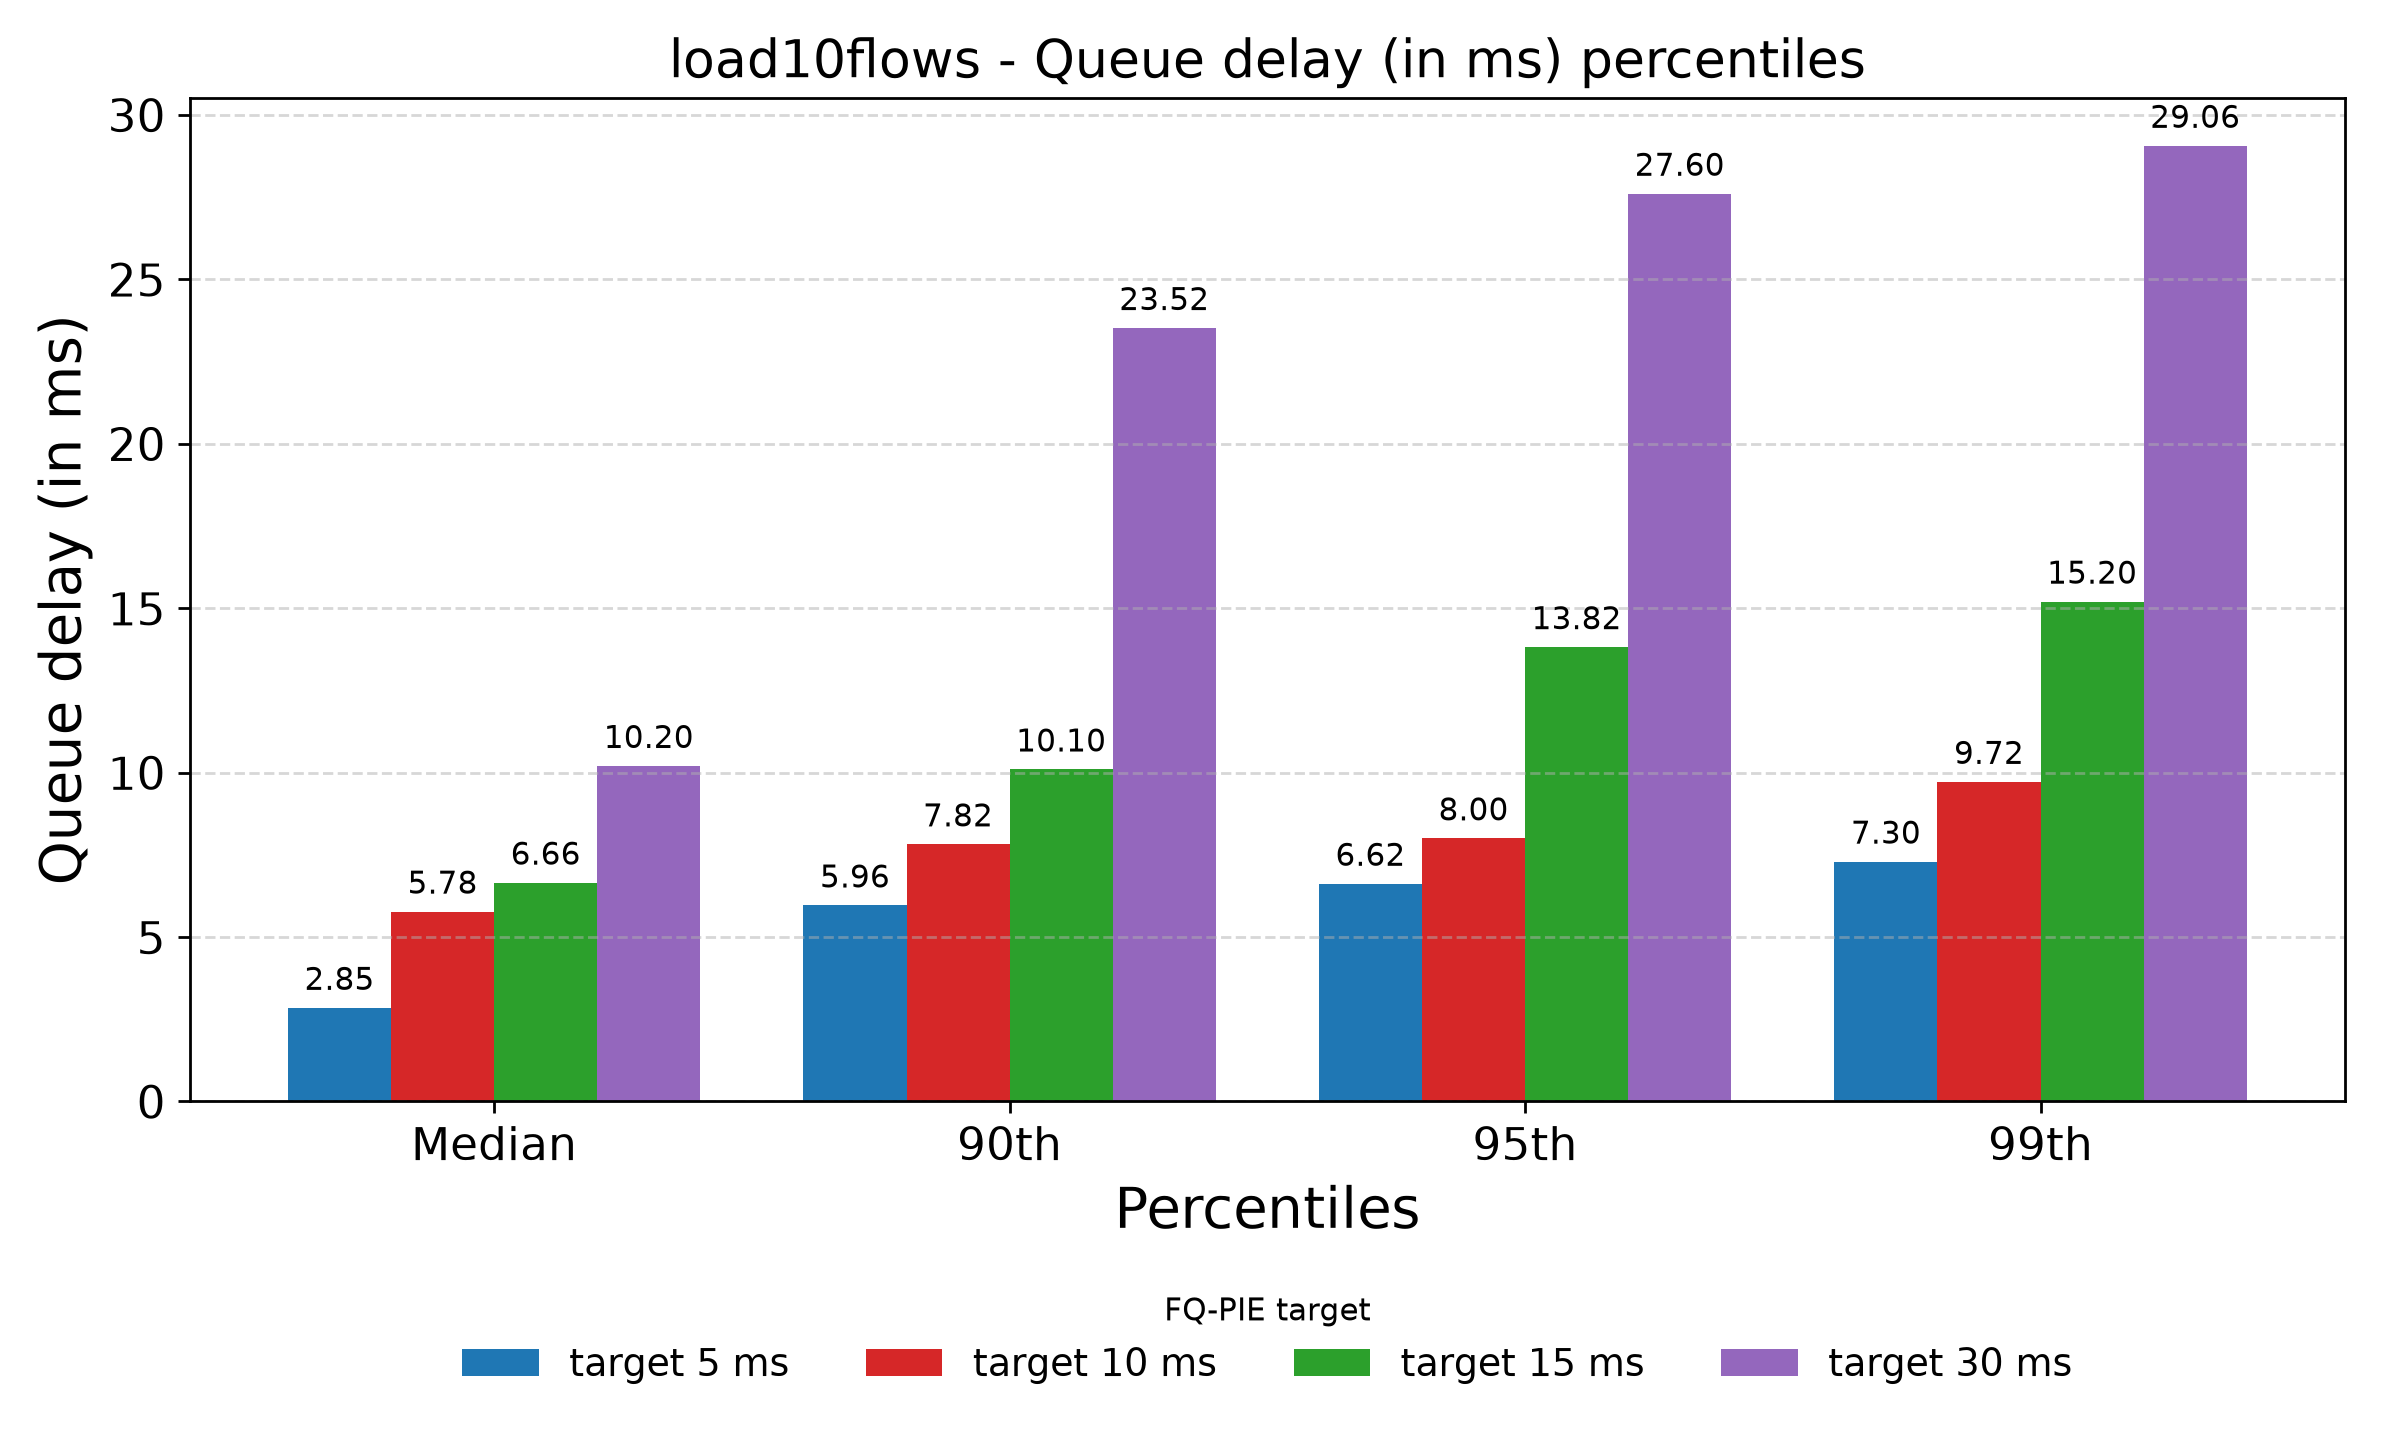 load10flows - Queue delay (in ms) percentiles
Queue delay (in ms)
30
25
20
15
10
5
0
2.85
5.78
6.66
10.20
5.96
7.82
10.10
23.52
6.62
8.00
13.82
27.60
7.30
9.72
15.20
29.06
Median
90th
95th
99th
Percentiles
FQ-PIE target
target 5 ms
target 10 ms
target 15 ms
target 30 ms